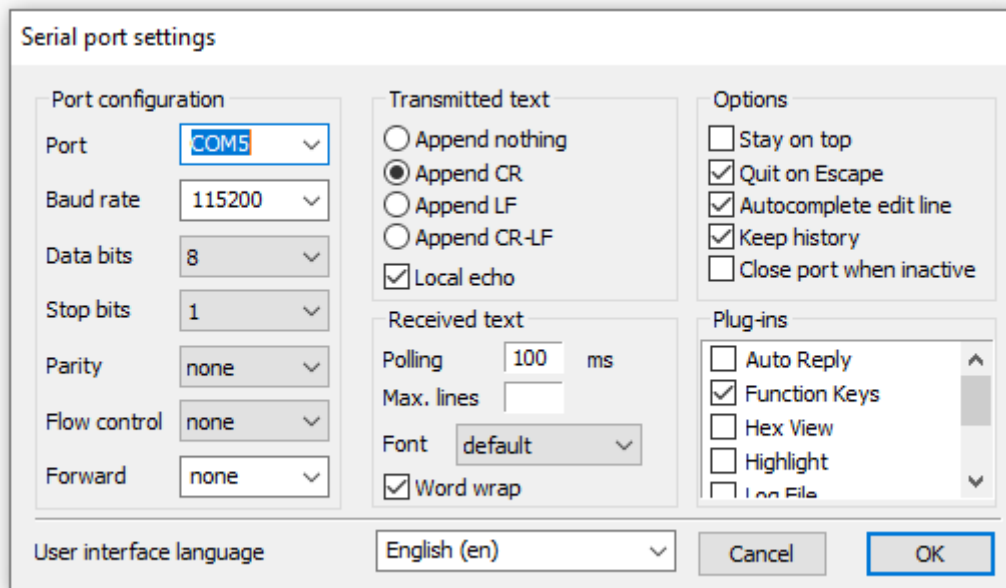 Serial port settings
Port configuration
Port COM5
Baud rate 115200
Data bits 8
Stop bits 1
Parity none
Flow control none
Forward none
Transmitted text
Append nothing
Append CR
Append LF
Append CR-LF
Local echo
Received text
Polling 100 ms
Max. lines
Font default
Word wrap
Options
Stay on top
Quit on Escape
Autocomplete edit line
Keep history
Close port when inactive
Plug-ins
Auto Reply
Function Keys
Hex View
Highlight
Log File
User interface language English (en) Cancel OK